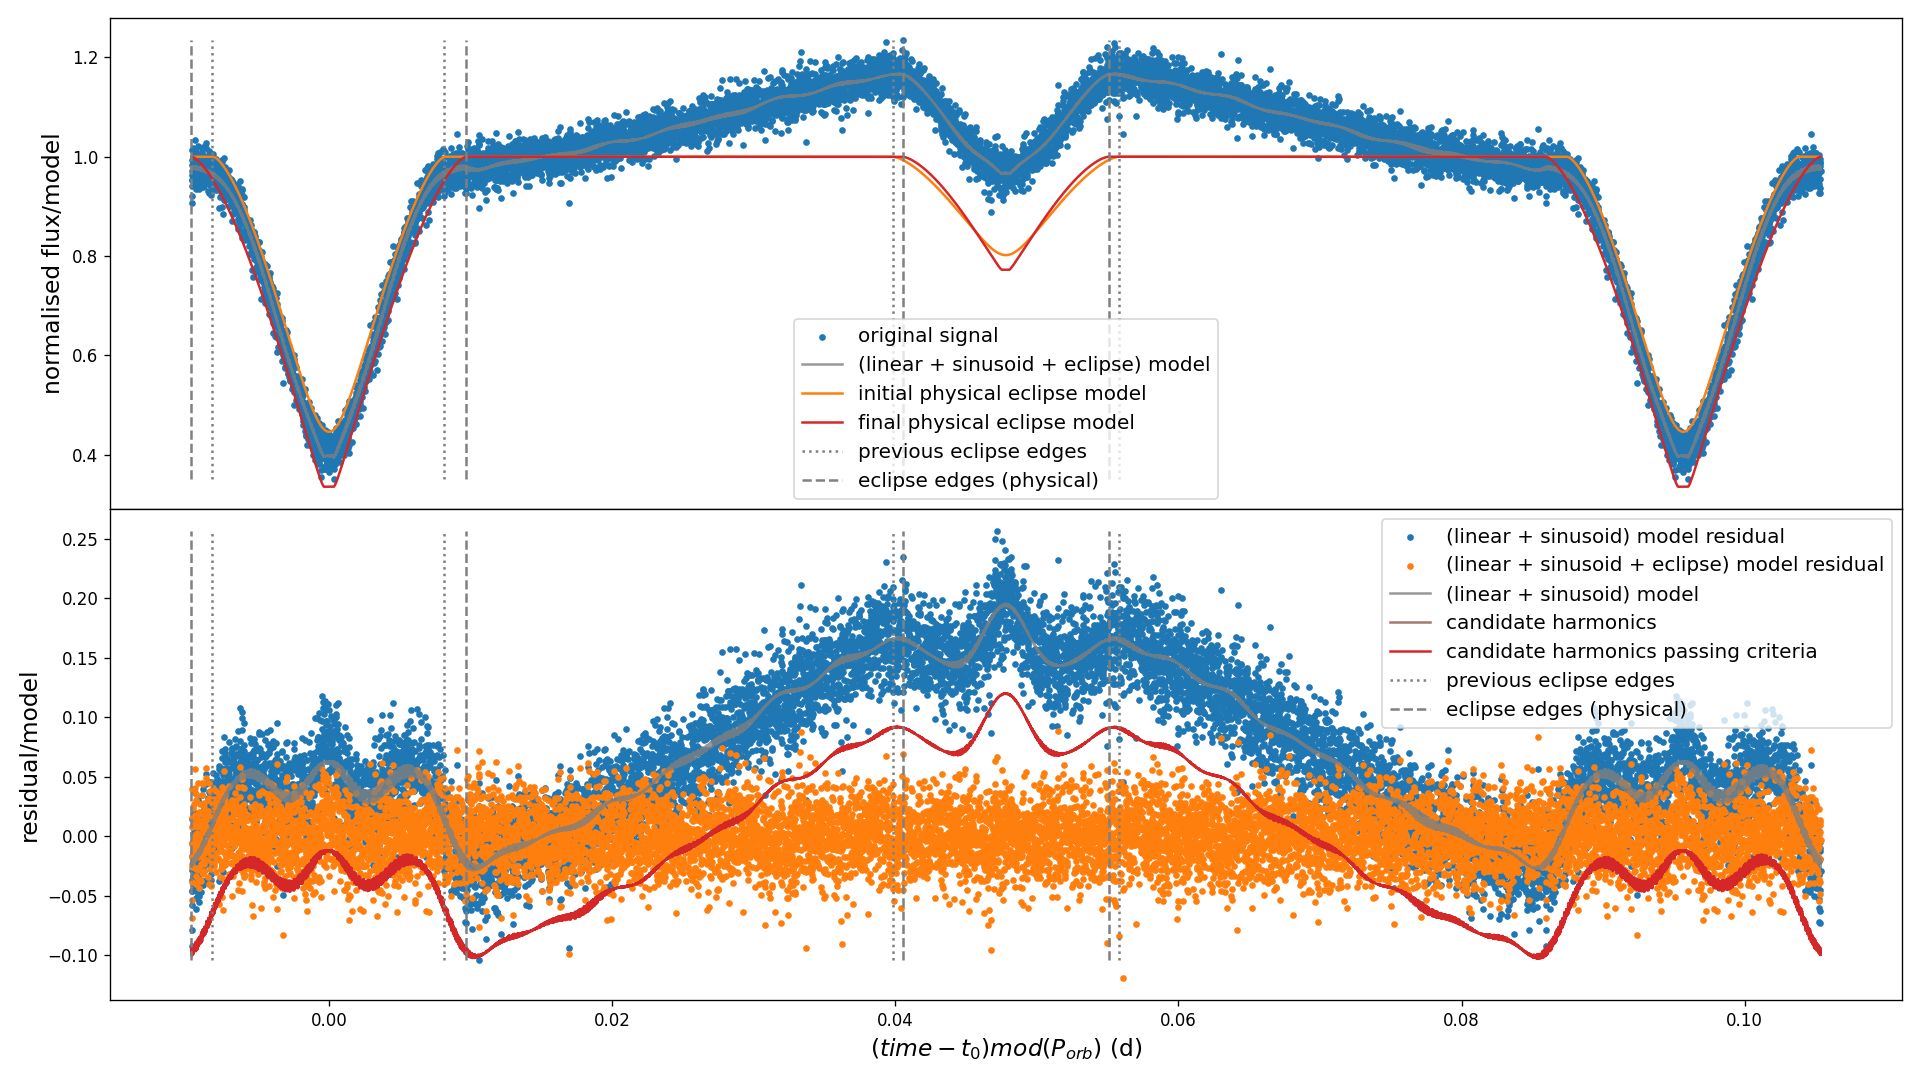 normalised flux/model
1.2
1.0
0.8
0.6
0.4
original signal
(linear + sinusoid + eclipse) model
initial physical eclipse model
final physical eclipse model
previous eclipse edges
eclipse edges (physical)
residual/model
0.25
0.20
0.15
0.10
0.05
0.00
−0.05
−0.10
(linear + sinusoid) model residual
(linear + sinusoid + eclipse) model residual
(linear + sinusoid) model
candidate harmonics
candidate harmonics passing criteria
previous eclipse edges
eclipse edges (physical)
0.00 0.02 0.04 0.06 0.08 0.10
(time − t₀)mod(Pₒᵣb) (d)